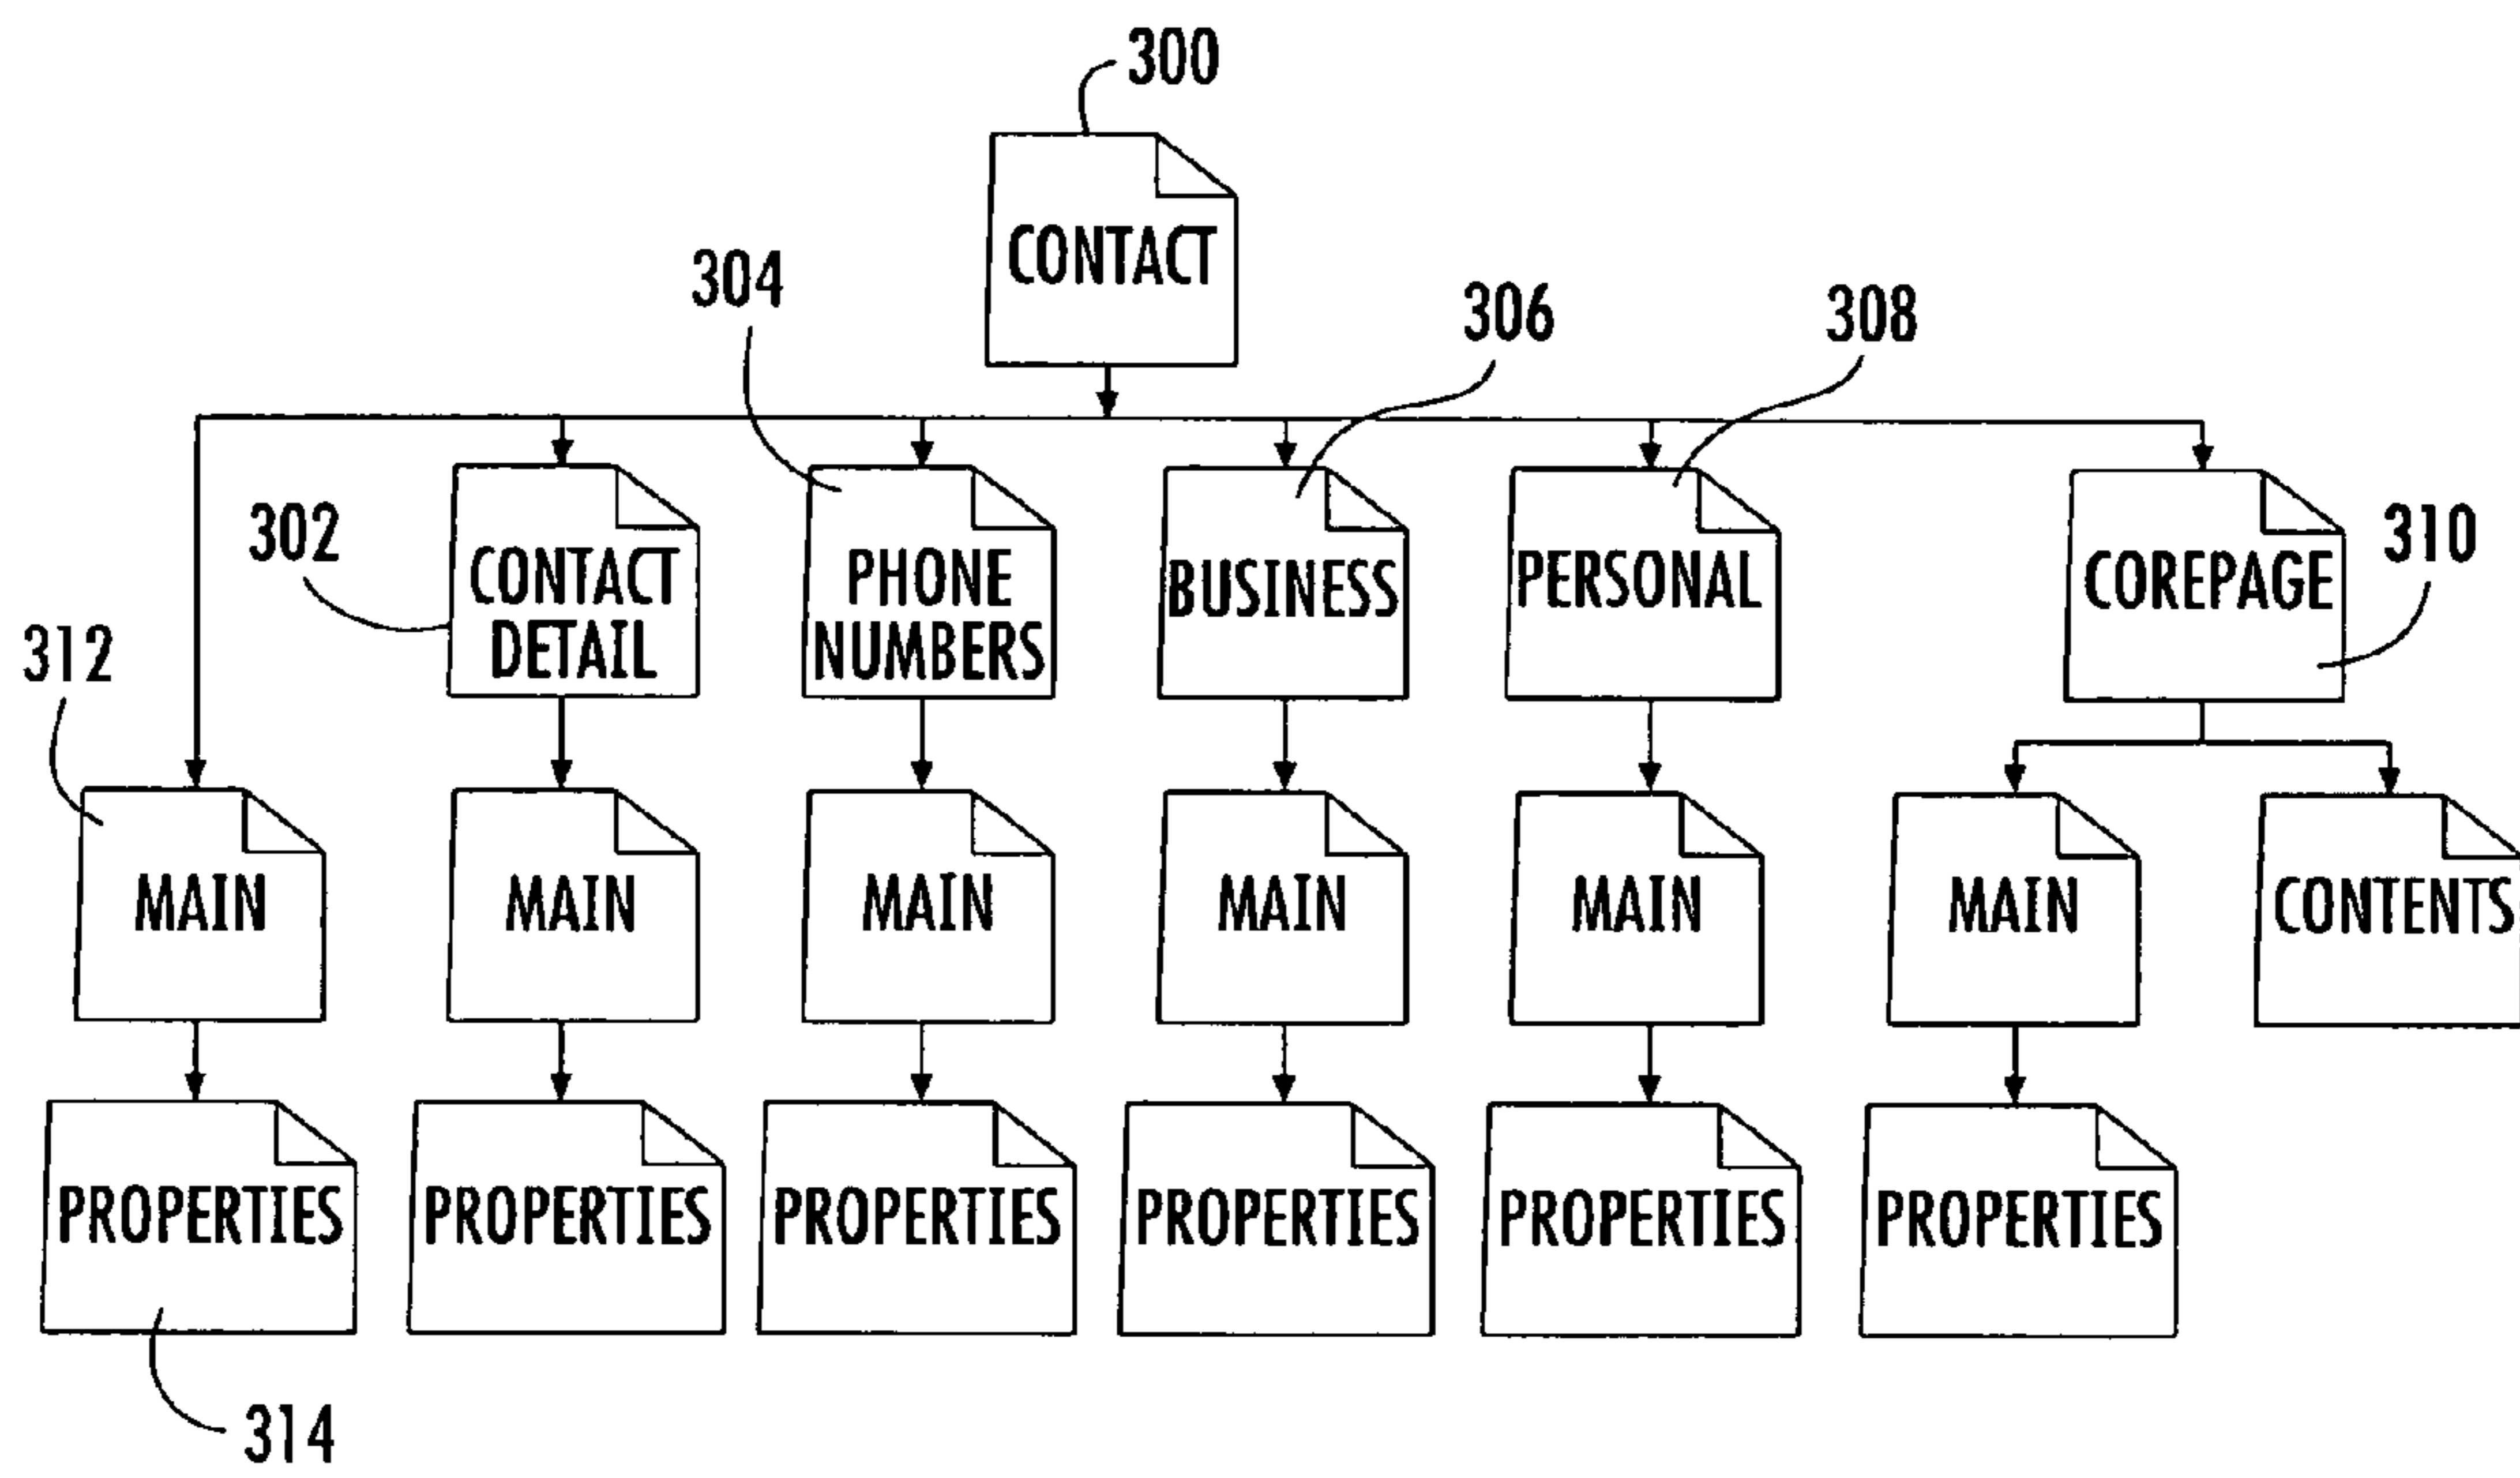 300
CONTACT
304
306
308
302
CONTACT
DETAIL
PHONE
NUMBERS
BUSINESS
PERSONAL
COREPAGE
310
312
MAIN
MAIN
MAIN
MAIN
MAIN
MAIN
CONTENTS
PROPERTIES
PROPERTIES
PROPERTIES
PROPERTIES
PROPERTIES
PROPERTIES
314